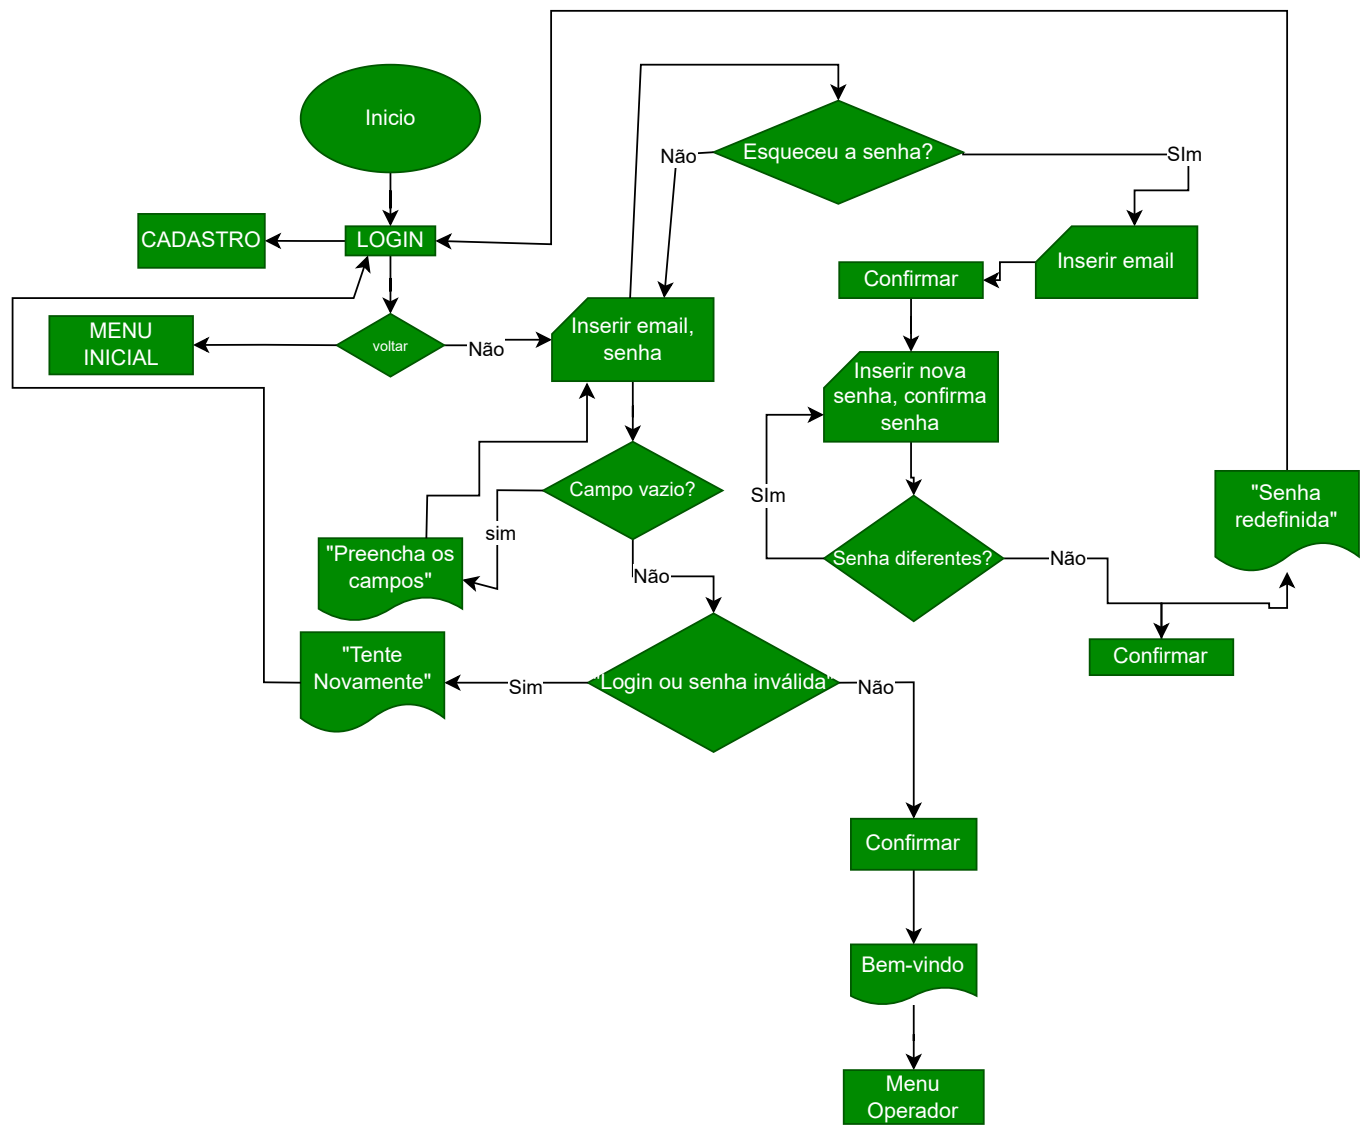 Inicio
Esqueceu a senha?
Não
SIm
CADASTRO
LOGIN
Inserir email
Confirmar
MENU
INICIAL
voltar
Não
Inserir email,
senha
Inserir nova
senha, confirma
senha
Campo vazio?
SIm
"Senha
redefinida"
sim
"Preencha os
campos"
Senha diferentes?
Não
Não
Confirmar
"Tente
Novamente"
Sim
"Login ou senha inválida"
Não
Confirmar
Bem-vindo
Menu
Operador